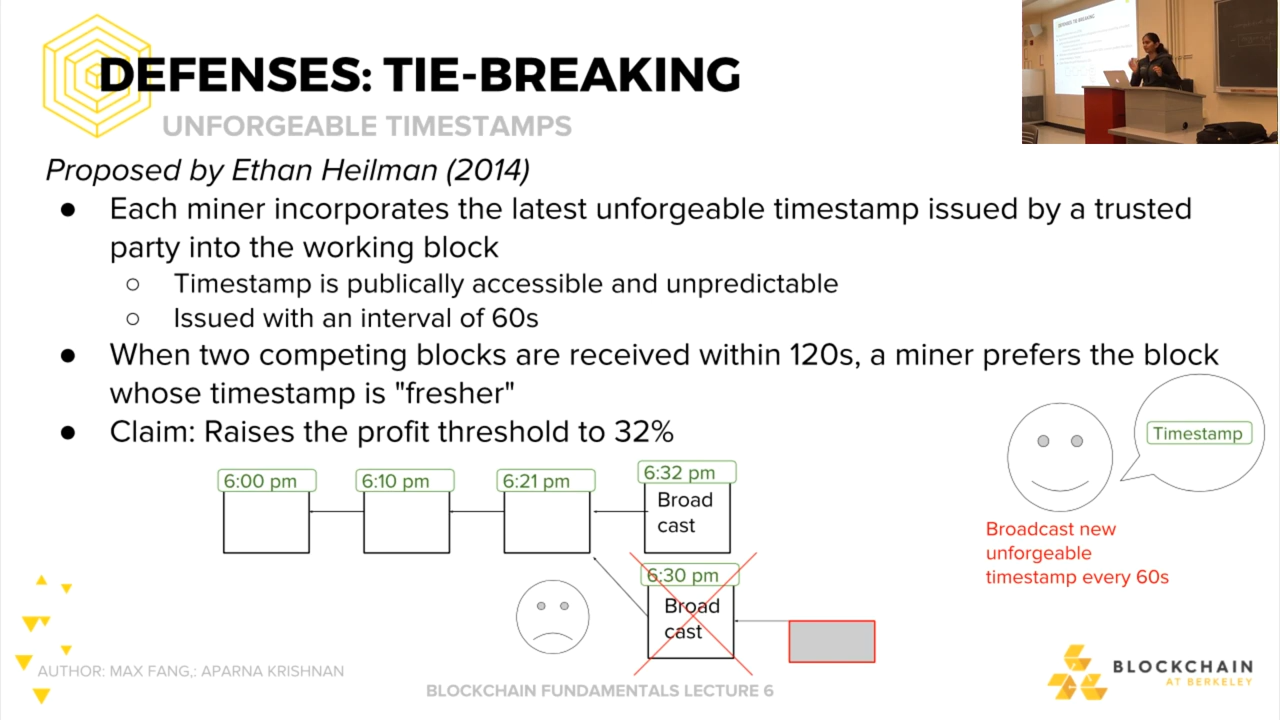 DEFENSES: TIE-BREAKING
UNFORGEABLE TIMESTAMPS
Proposed by Ethan Heilman (2014)
● Each miner incorporates the latest unforgeable timestamp issued by a trusted
party into the working block
○ Timestamp is publically accessible and unpredictable
○ Issued with an interval of 60s
● When two competing blocks are received within 120s, a miner prefers the block
whose timestamp is "fresher"
● Claim: Raises the profit threshold to 32%
Timestamp
6:00 pm
6:10 pm
6:21 pm
6:32 pm
Broad
cast
Broadcast new
unforgeable
timestamp every 60s
6:30 pm
Broad
cast
AUTHOR: MAX FANG,: APARNA KRISHNAN
BLOCKCHAIN FUNDAMENTALS LECTURE 6
BLOCKCHAIN
AT BERKELEY
DEFENSES: TIE-BREAKING